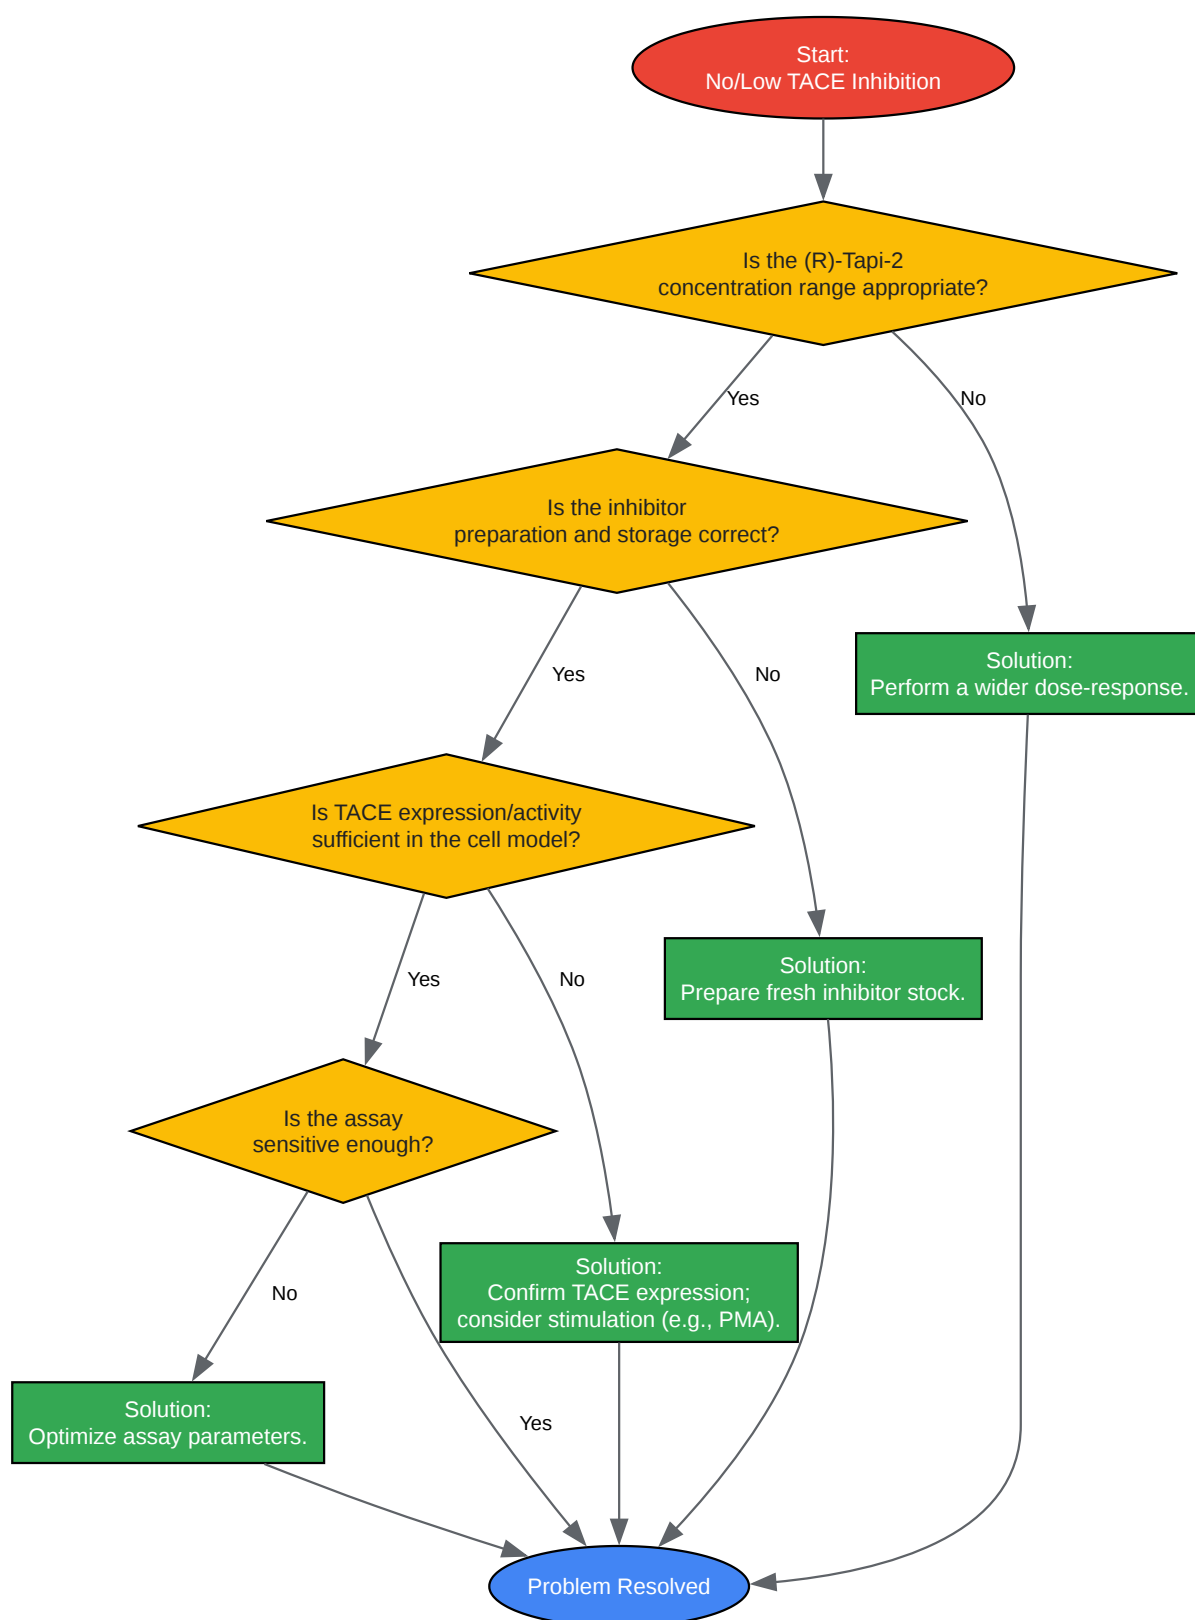 Start:
No/Low TACE Inhibition
Is the (R)-Tapi-2
concentration range appropriate?
Yes
No
Is the inhibitor
preparation and storage correct?
Solution:
Perform a wider dose-response.
Yes
No
Is TACE expression/activity
sufficient in the cell model?
Solution:
Prepare fresh inhibitor stock.
Yes
No
Is the assay
sensitive enough?
Solution:
Confirm TACE expression;
consider stimulation (e.g., PMA).
No
Yes
Solution:
Optimize assay parameters.
Problem Resolved